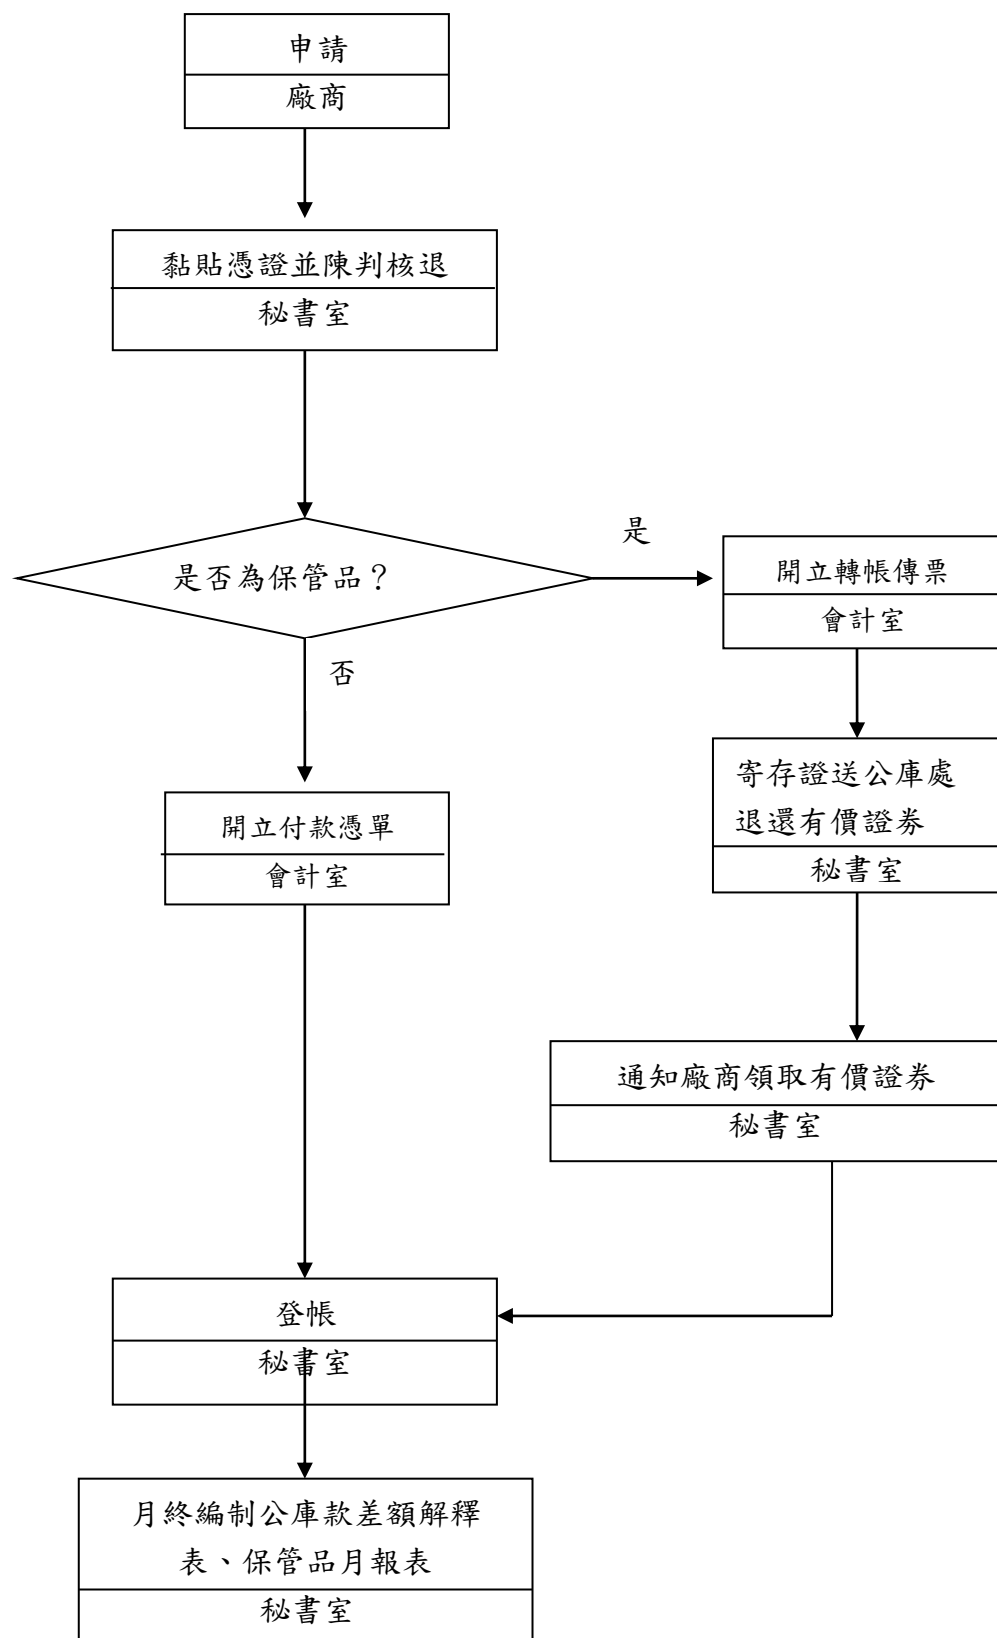 申請
廠商
黏貼憑證並陳判核退
秘書室
是否為保管品？
是
開立轉帳傳票
會計室
否
寄存證送公庫處
退還有價證券
秘書室
開立付款憑單
會計室
通知廠商領取有價證券
秘書室
登帳
秘書室
月終編制公庫款差額解釋
表、保管品月報表
秘書室